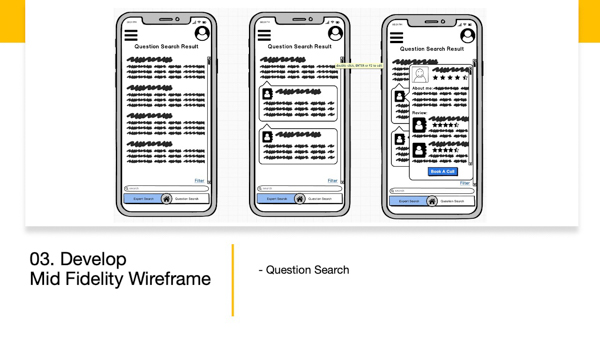 Question Search Result
Filter
Search
Expert Search
Question Search
Question Search Result
Filter
Search
Expert Search
Question Search
Question Search Result
About me:
Review:
Book A Call
Filter
Search
Expert Search
Question Search
03. Develop
Mid Fidelity Wireframe
- Question Search